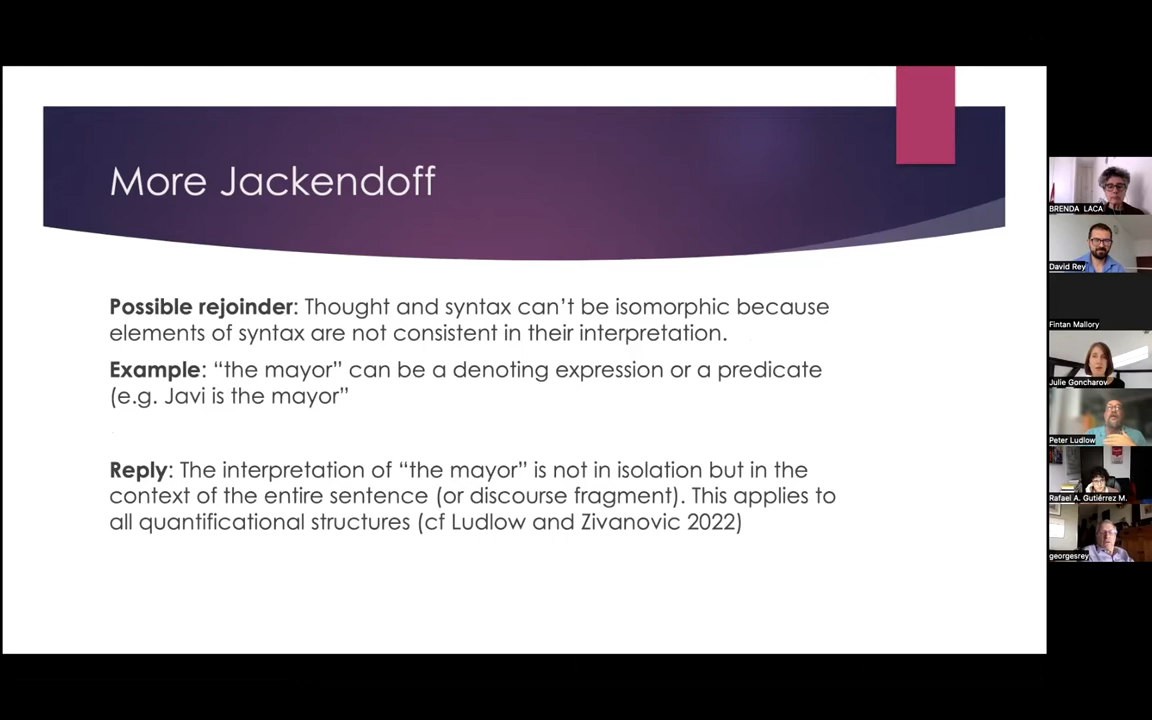 More Jackendoff
Possible rejoinder: Thought and syntax can't be isomorphic because
elements of syntax are not consistent in their interpretation.
Example: "the mayor" can be a denoting expression or a predicate
(e.g. Javi is the mayor"
Reply: The interpretation of "the mayor" is not in isolation but in the
context of the entire sentence (or discourse fragment). This applies to
all quantificational structures (cf Ludlow and Zivanovic 2022)
BRENDA LACA
David Rey
Fintan Mallory
Julie Goncharov
Peter Ludlow
Rafael A. Gutiérrez M.
georgesrey